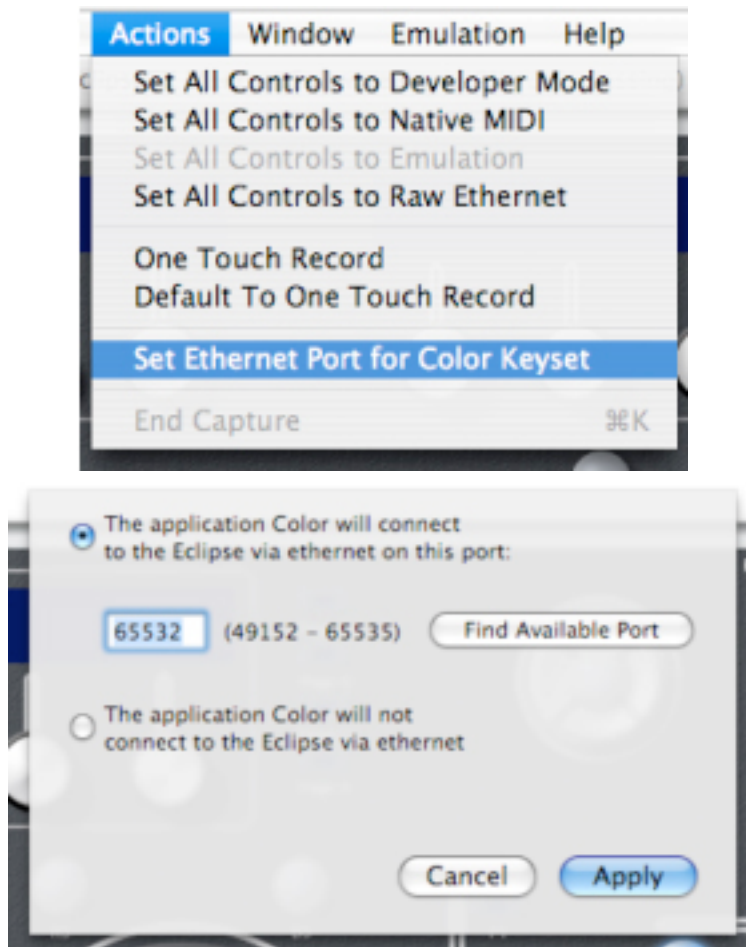 Actions Window Emulation Help
Set All Controls to Developer Mode
Set All Controls to Native MIDI
Set All Controls to Emulation
Set All Controls to Raw Ethernet
One Touch Record
Default To One Touch Record
Set Ethernet Port for Color Keyset
End Capture ⌘K
The application Color will connect
to the Eclipse via ethernet on this port:
65532 (49152 - 65535) Find Available Port
The application Color will not
connect to the Eclipse via ethernet
Cancel Apply